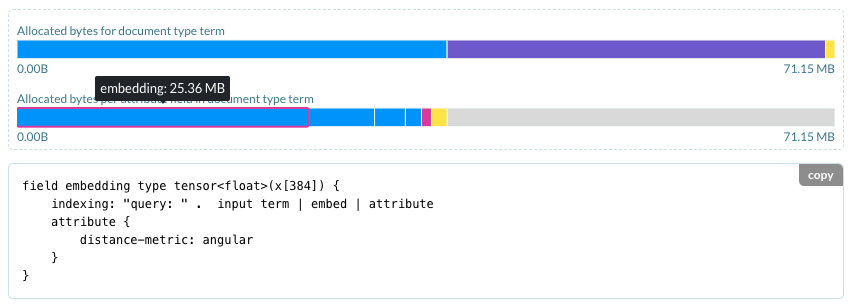 Allocated bytes for document type term
0.00B 71.15 MB
embedding: 25.36 MB
Allocated bytes per attribute field in document type term
0.00B 71.15 MB
copy
field embedding type tensor<float>(x[384]) {
    indexing: "query: " .  input term | embed | attribute
    attribute {
        distance-metric: angular
    }
}